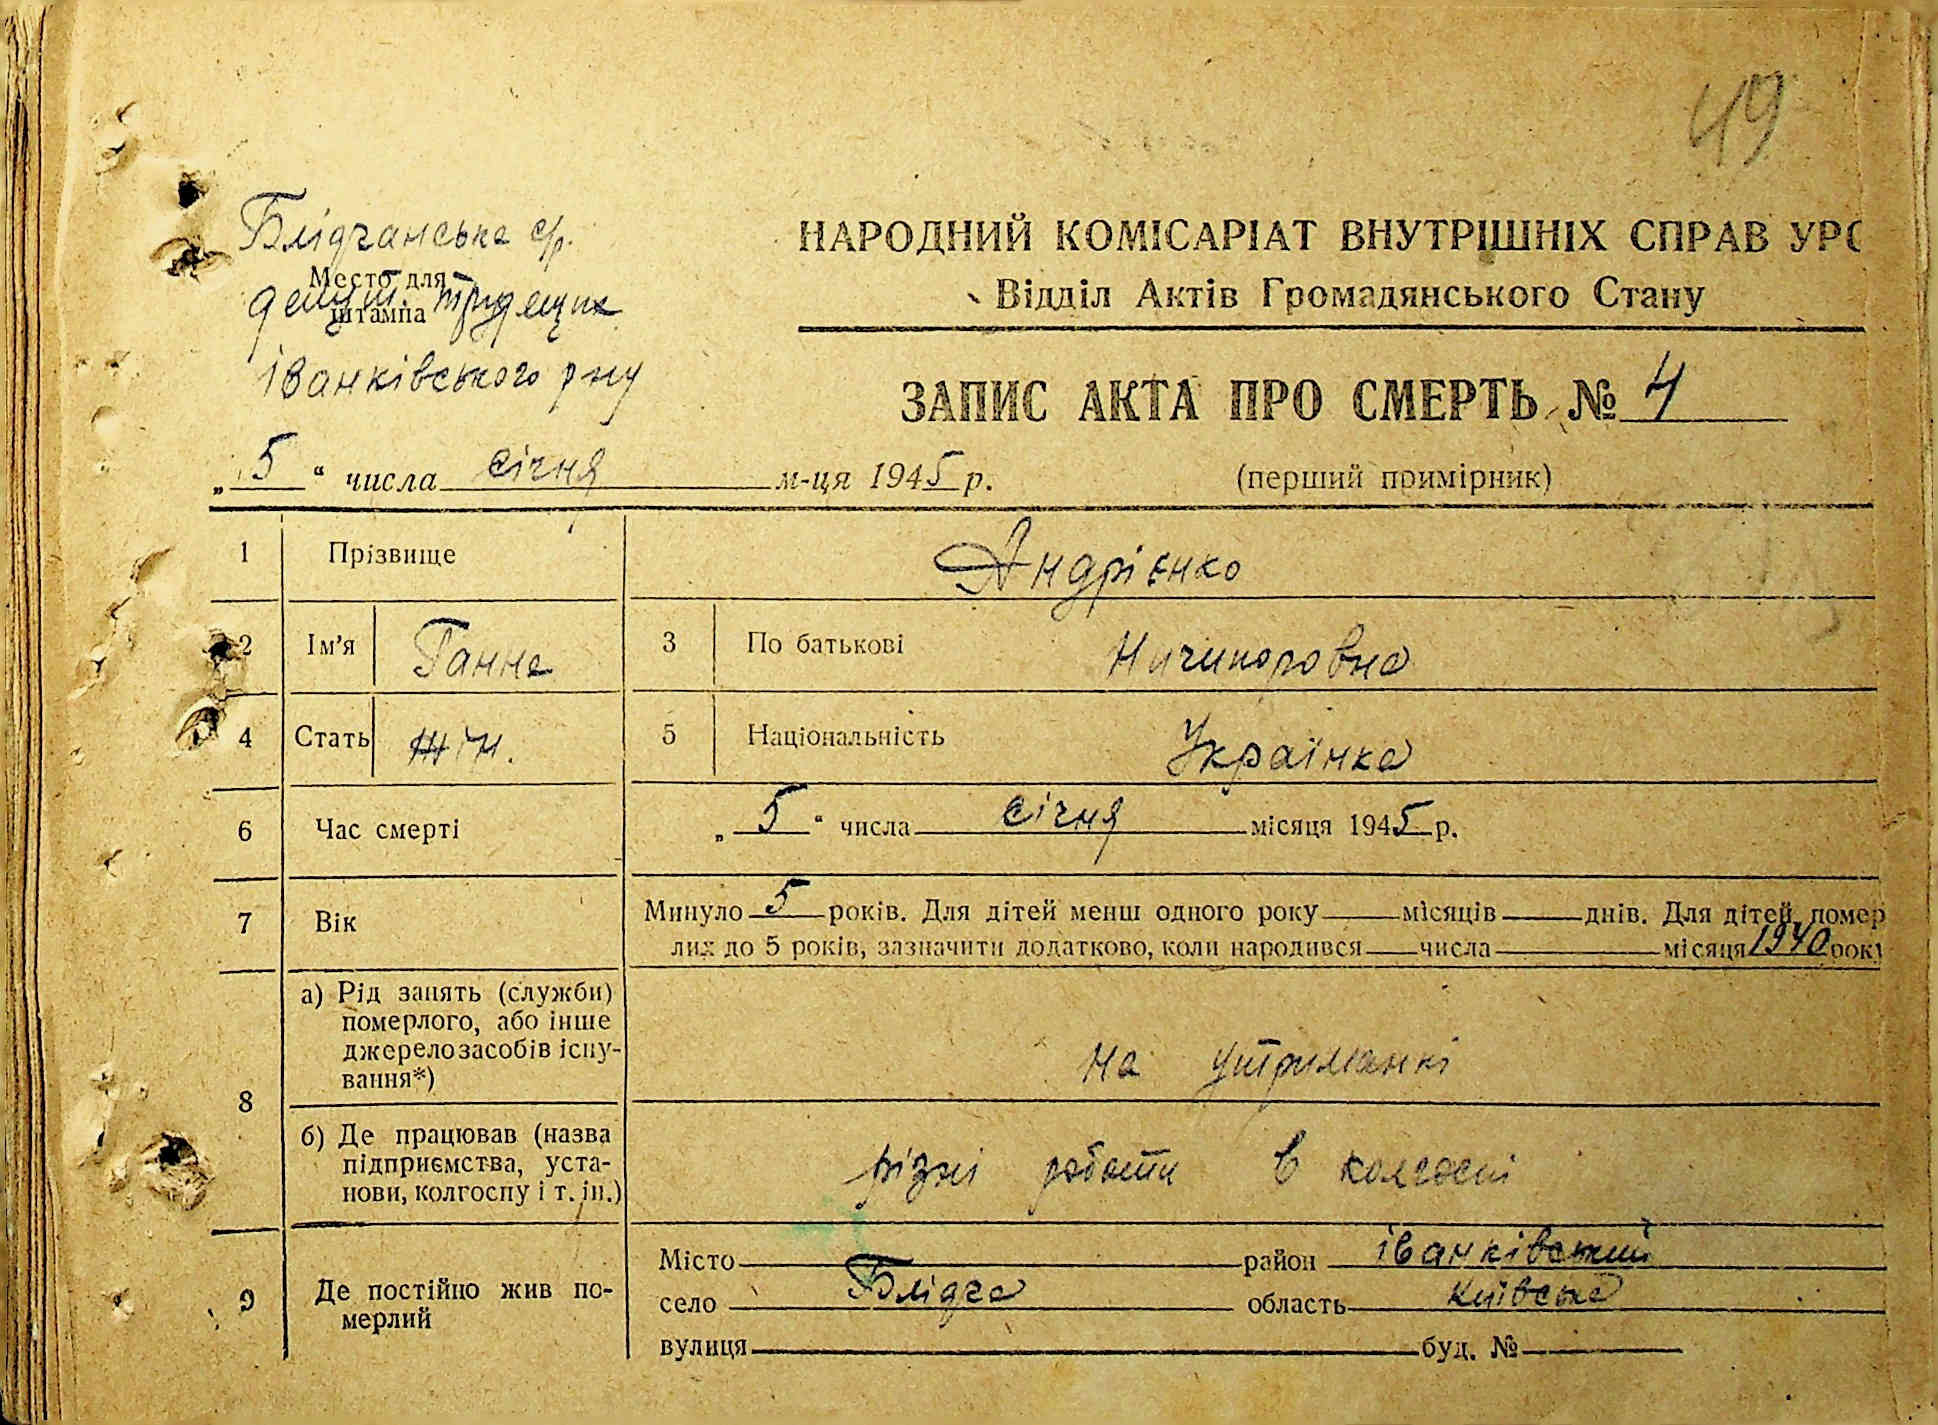 49
Блідчанська с/р.
Место для
штампа
депут. трудящих
Іванківського р-ну
НАРОДНИЙ КОМІСАРІАТ ВНУТРІШНІХ СПРАВ УРС
Відділ Актів Громадянського Стану
ЗАПИС АКТА ПРО СМЕРТЬ № 4
„5“ числа січня м-ця 1945 р.
(перший примірник)
1 Прізвище Андрієнко
2 Ім'я Ганна 3 По батькові Ничипоровна
4 Стать жін. 5 Національність Українка
6 Час смерті „5“ числа січня місяця 1945 р.
7 Вік Минуло 5 років. Для дітей менш одного року місяців днів. Для дітей, помер
лих до 5 років, зазначити додатково, коли народився числа місяця 1940 року
8 а) Рід занять (служби)
померлого, або інше
джерело засобів існу-
вання*)
на утриманні
б) Де працював (назва
підприємства, уста-
нови, колгоспу і т. ін.)
різні роботи в колгоспі
9 Де постійно жив по-
мерлий
Місто район іванківський
село Блідча область Київська
вулиця буд. №